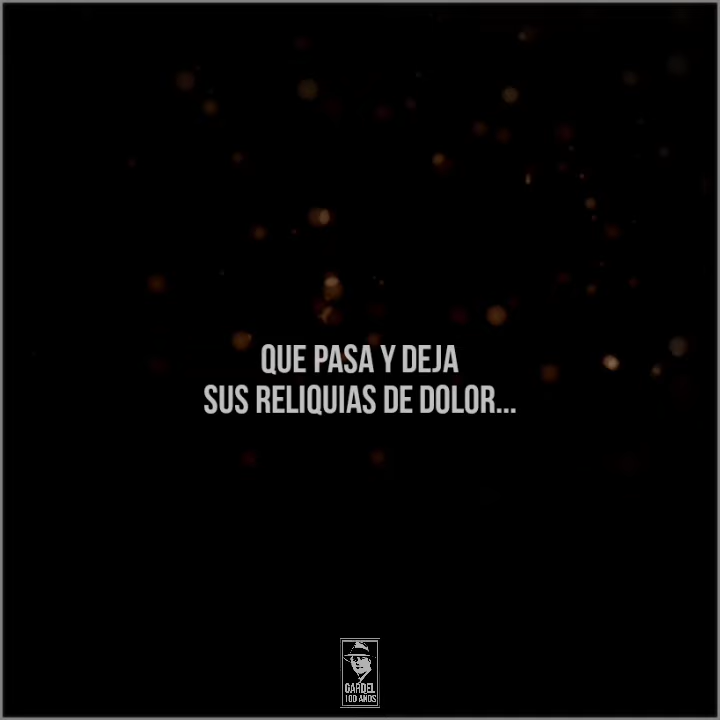 QUE PASA Y DEJA
SUS RELIQUIAS DE DOLOR...
GARDEL
100 AÑOS